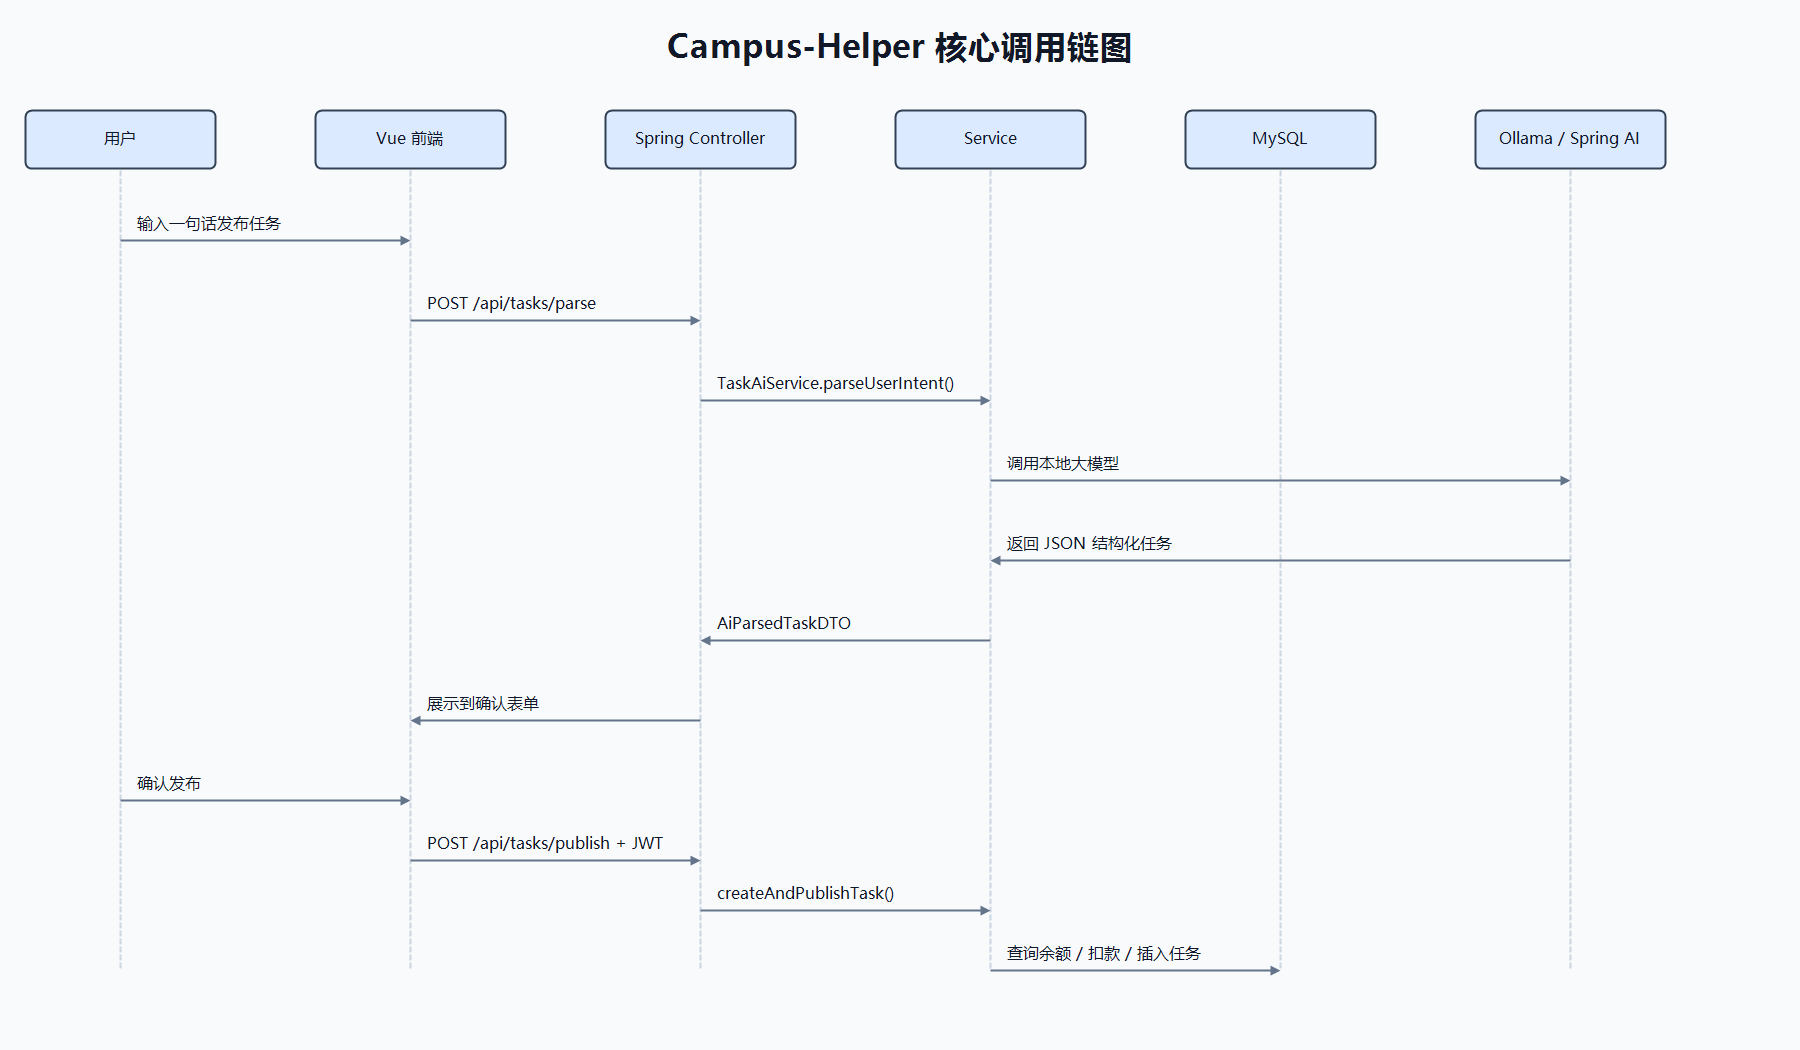 Campus-Helper 核心调用链图
用户
Vue 前端
Spring Controller
Service
MySQL
Ollama / Spring AI
输入一句话发布任务
POST /api/tasks/parse
TaskAiService.parseUserIntent()
调用本地大模型
返回 JSON 结构化任务
AiParsedTaskDTO
展示到确认表单
确认发布
POST /api/tasks/publish + JWT
createAndPublishTask()
查询余额 / 扣款 / 插入任务